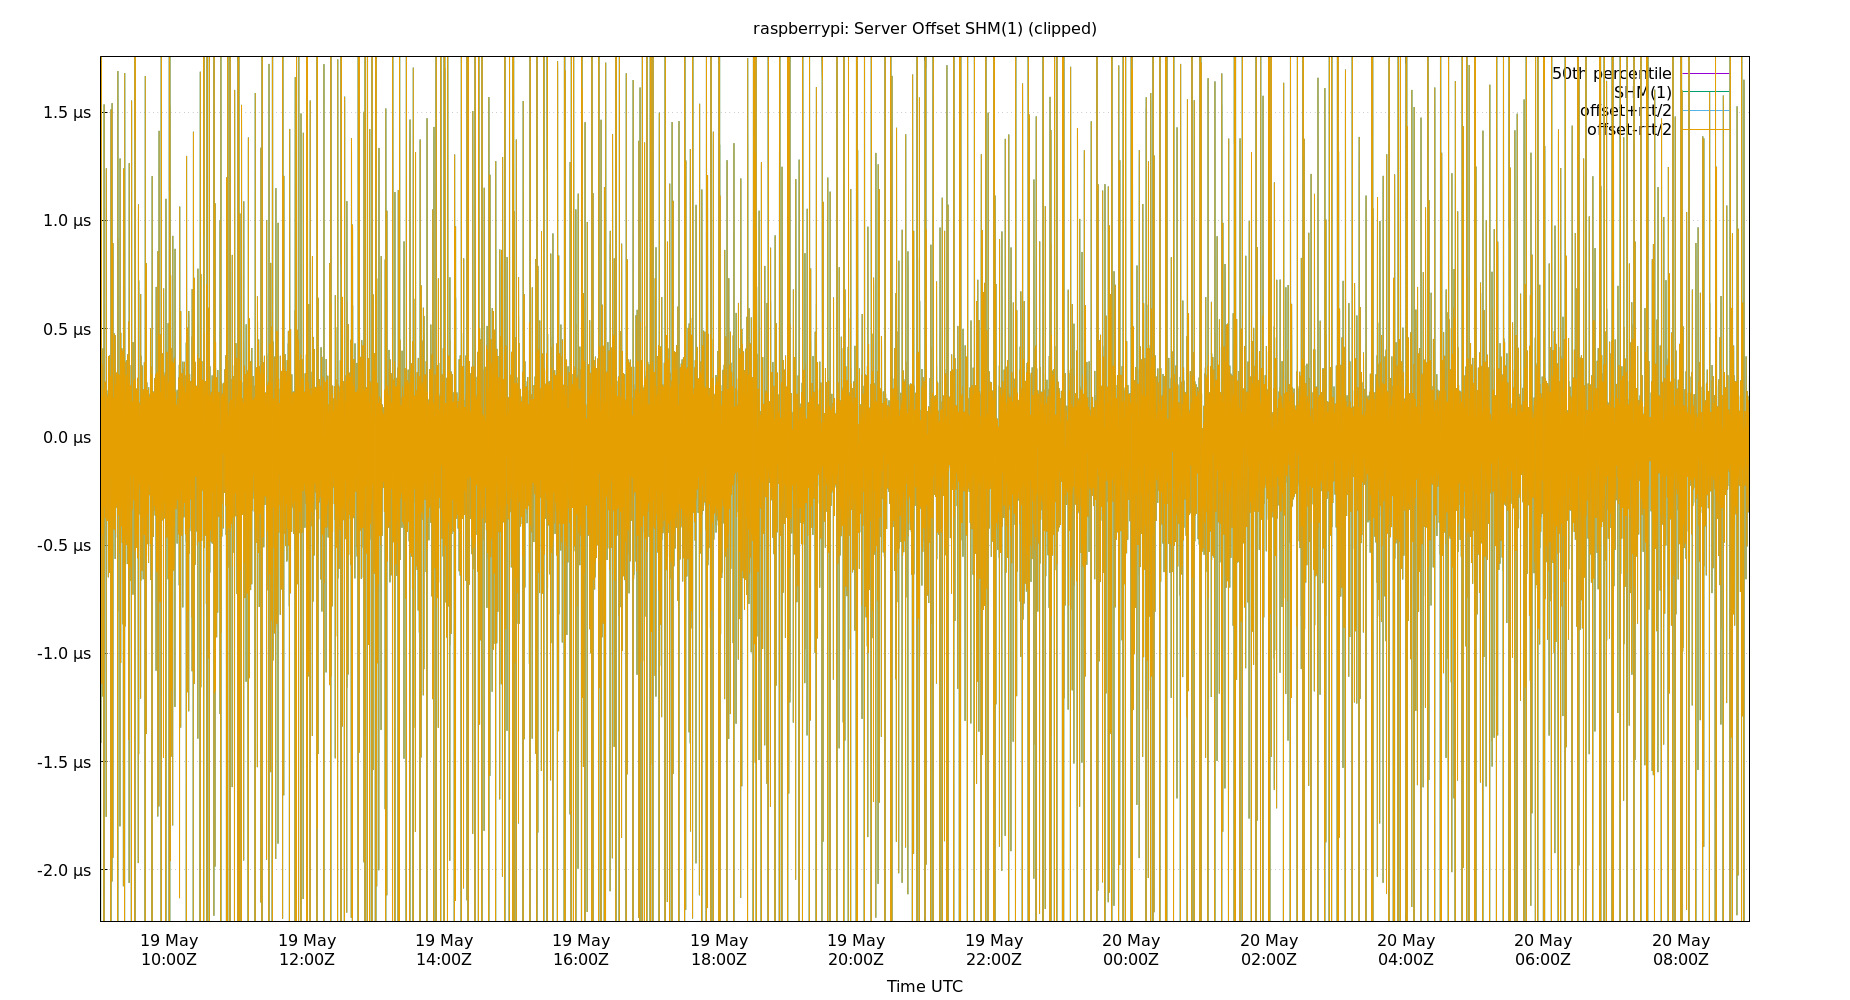 raspberrypi: Server Offset SHM(1) (clipped)
50th percentile
SHM(1)
offset+rtt/2
offset-rtt/2
1.5 µs
1.0 µs
0.5 µs
0.0 µs
-0.5 µs
-1.0 µs
-1.5 µs
-2.0 µs
19 May 19 May 19 May 19 May 19 May 19 May 19 May 20 May 20 May 20 May 20 May 20 May
10:00Z 12:00Z 14:00Z 16:00Z 18:00Z 20:00Z 22:00Z 00:00Z 02:00Z 04:00Z 06:00Z 08:00Z
Time UTC